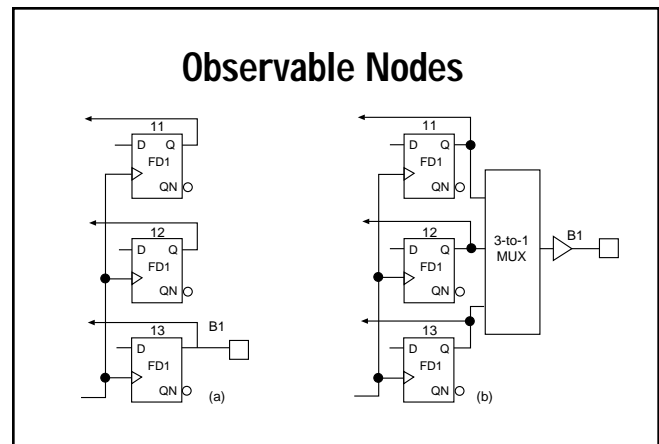 Observable Nodes
11
D Q
FD1
QN
12
D Q
FD1
QN
13
B1
D Q
FD1
QN
(a)
11
D Q
FD1
QN
12
D Q
FD1
QN
13
D Q
FD1
QN
3-to-1
MUX
B1
(b)